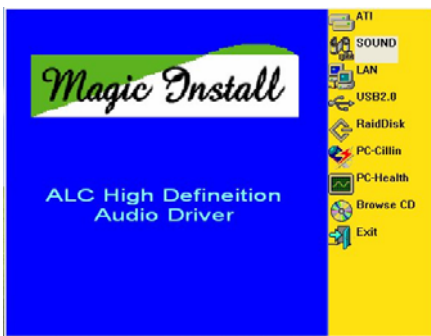 Magic Install
ALC High Defineition
Audio Driver
ATI
SOUND
LAN
USB2.0
RaidDisk
PC-Cillin
PC-Health
Browse CD
Exit